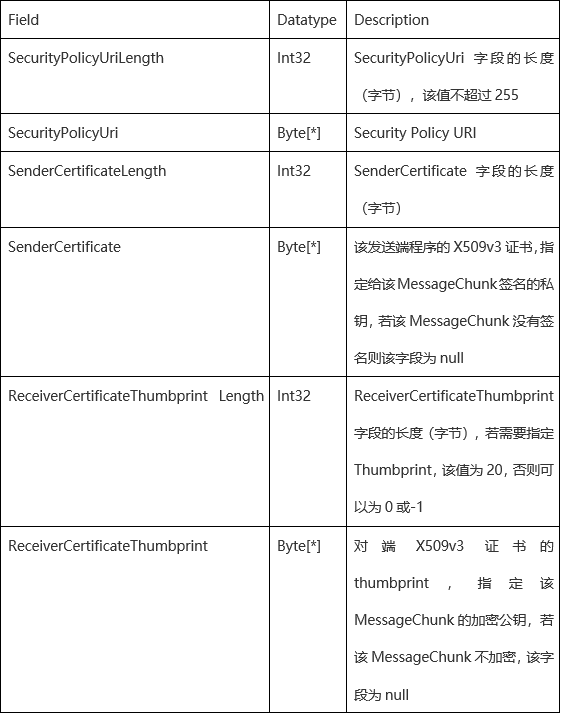 Field Datatype Description
SecurityPolicyUriLength Int32 SecurityPolicyUri 字段的长度
（字节），该值不超过 255
SecurityPolicyUri Byte[*] Security Policy URI
SenderCertificateLength Int32 SenderCertificate 字段的长度
（字节）
SenderCertificate Byte[*] 该发送端程序的 X509v3 证书，指
定给该 MessageChunk 签名的私
钥，若该 MessageChunk 没有签
名则该字段为 null
ReceiverCertificateThumbprint Length Int32 ReceiverCertificateThumbprint
字段的长度（字节），若需要指定
Thumbprint，该值为 20，否则可
以为 0 或-1
ReceiverCertificateThumbprint Byte[*] 对端 X509v3 证书的
thumbprint，指定该
MessageChunk 的加密公钥，若
该 MessageChunk 不加密，该字
段为 null